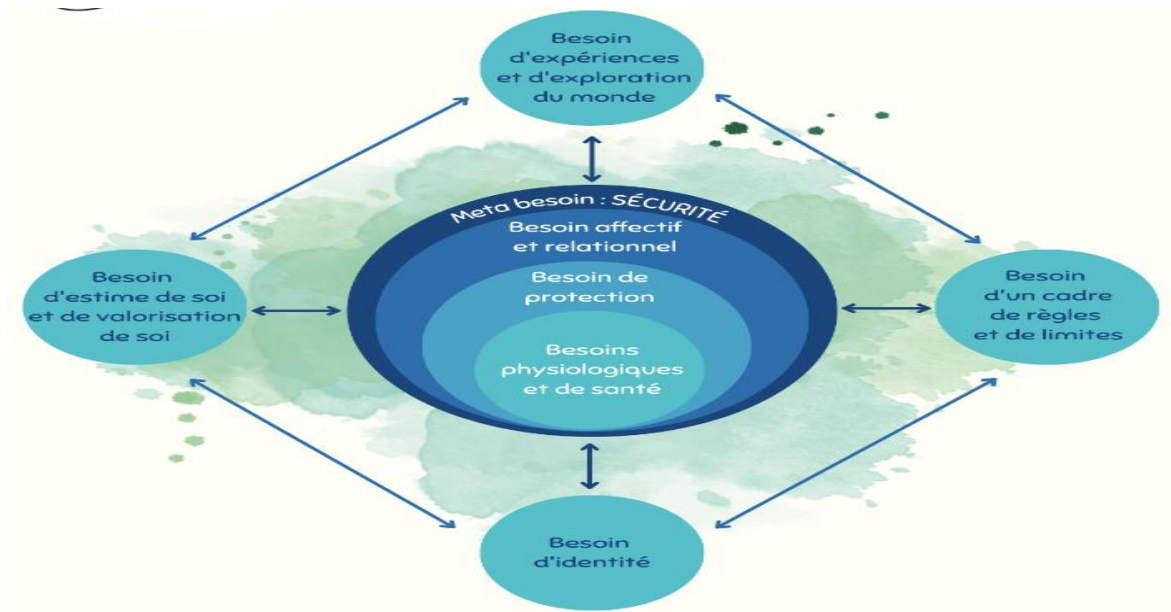 Besoin
d'expériences
et d'exploration
du monde
Meta besoin : SÉCURITÉ
Besoin affectif
et relationnel
Besoin de
protection
Besoins
physiologiques
et de santé
Besoin
d'estime de soi
et de valorisation
de soi
Besoin
d'un cadre
de règles
et de limites
Besoin
d'identité